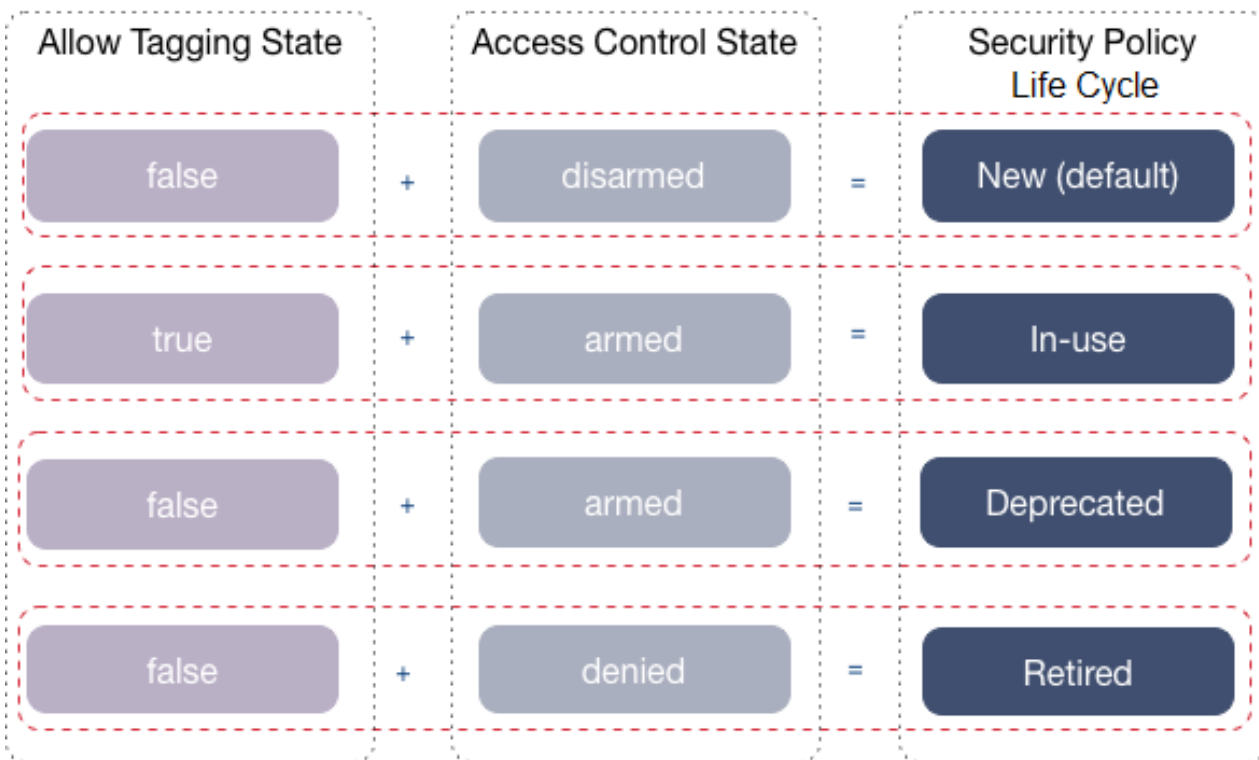 Allow Tagging State
Access Control State
Security Policy
Life Cycle
false + disarmed = New (default)
true + armed = In-use
false + armed = Deprecated
false + denied = Retired